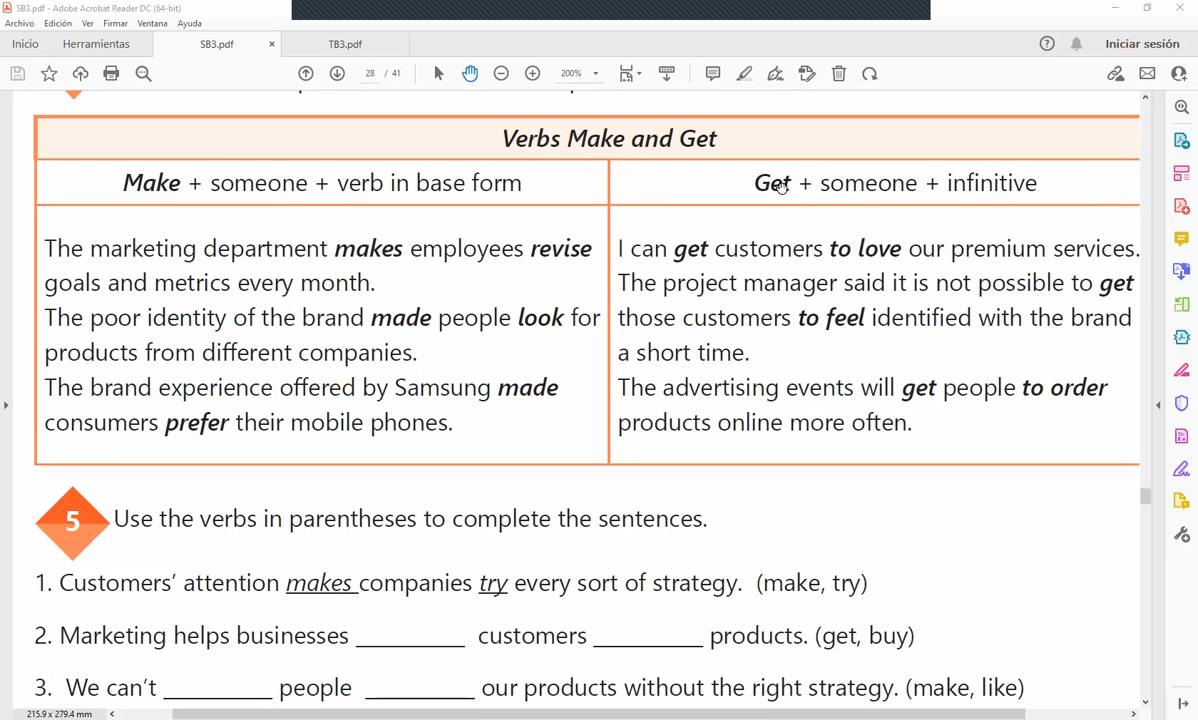 SB3.pdf - Adobe Acrobat Reader DC (64-bit)
Archivo Edición Ver Firmar Ventana Ayuda
Inicio Herramientas SB3.pdf × TB3.pdf Iniciar sesión
28 / 41 200%
Verbs Make and Get
Make + someone + verb in base form
Get + someone + infinitive
The marketing department makes employees revise
goals and metrics every month.
The poor identity of the brand made people look for
products from different companies.
The brand experience offered by Samsung made
consumers prefer their mobile phones.
I can get customers to love our premium services.
The project manager said it is not possible to get
those customers to feel identified with the brand
a short time.
The advertising events will get people to order
products online more often.
5 Use the verbs in parentheses to complete the sentences.
1. Customers' attention makes companies try every sort of strategy. (make, try)
2. Marketing helps businesses _________ customers _________ products. (get, buy)
3. We can't _________ people _________ our products without the right strategy. (make, like)
215.9 x 279.4 mm